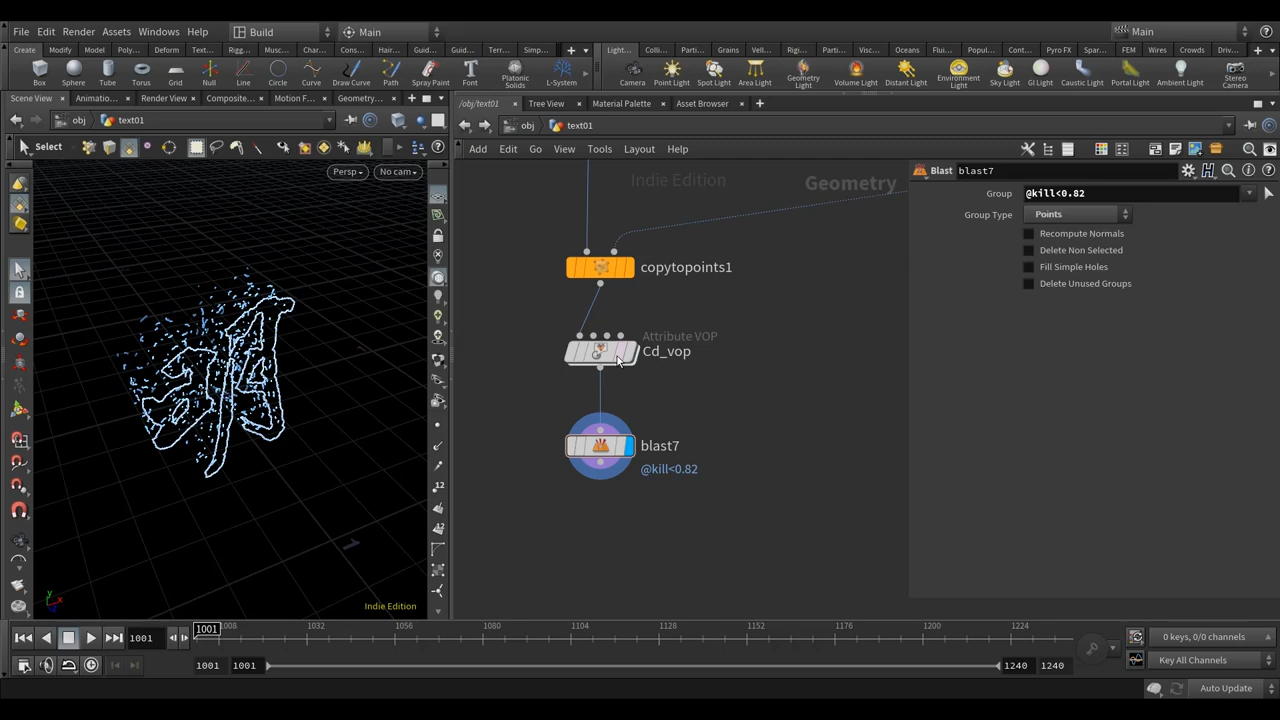 File Edit Render Assets Windows Help Build Main Main
Create Modify Model Poly... Deform Text... Rigg... Musc... Char... Cons... Hair... Guid... Guid... Terr... Simp... Light... Colli... Parti... Grains Vell... Rigi... Parti... Visc... Oceans Flui... Popul... Cont... Pyro FX Spar... FEM Wires Crowds Driv...
Box Sphere Tube Torus Grid Null Line Circle Curve Draw Curve Path Spray Paint Font Platonic Solids L-System Camera Point Light Spot Light Area Light Geometry Light Volume Light Distant Light Environment Light Sky Light GI Light Caustic Light Portal Light Ambient Light Stereo Camera
Scene View Animatio... Render View Composite... Motion F... Geometry... /obj/text01 Tree View Material Palette Asset Browser
obj text01 obj text01
Select Add Edit Go View Tools Layout Help
Persp No cam Indie Edition Geometry Blast blast7
Group @kill<0.82
Group Type Points
Recompute Normals
Delete Non Selected
Fill Simple Holes
Delete Unused Groups
copytopoints1
Attribute VOP
Cd_vop
blast7
@kill<0.82
12
12
1
y x
Indie Edition
1001 1001 1008 1032 1056 1080 1104 1128 1152 1176 1200 1224 0 keys, 0/0 channels
1001 1001 1240 1240 Key All Channels
Auto Update